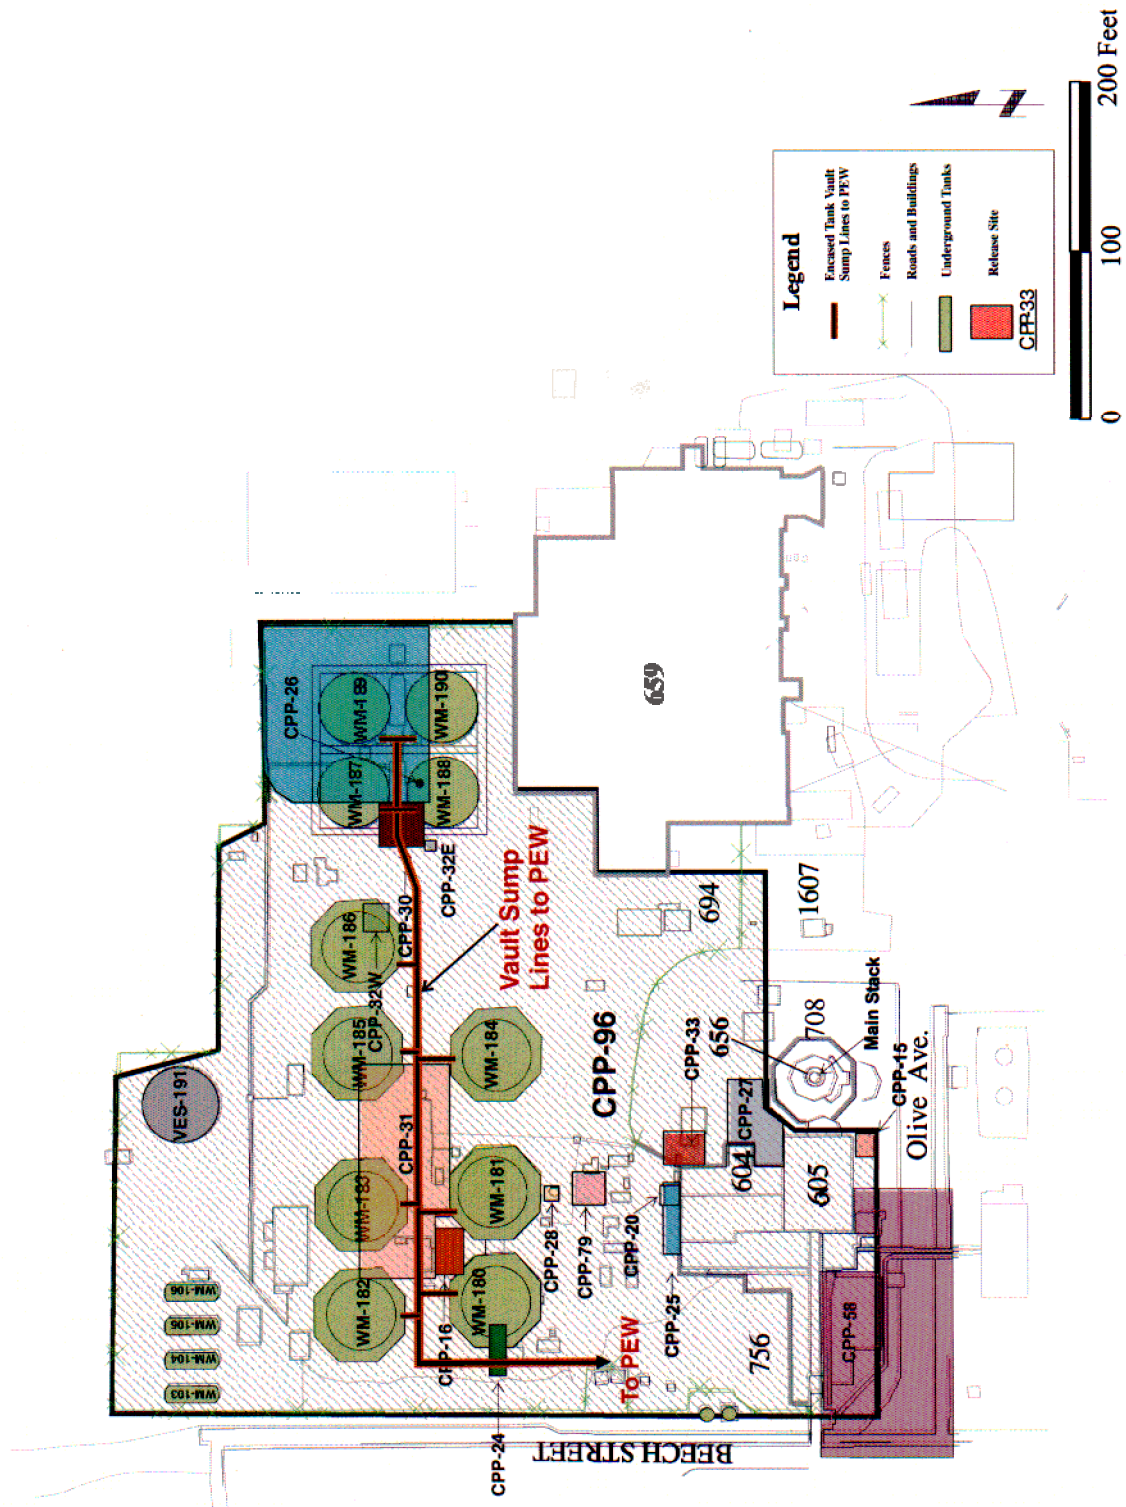 WM-103
WM-104
WM-105
WM-106
VES-191
WM-182
WM-183
WM-185
WM-186
WM-187
WM-189
CPP-26
CPP-32W
CPP-31
CPP-30
WM-180
WM-181
WM-184
WM-188
WM-190
CPP-16
CPP-32E
CPP-24
Vault Sump
Lines to PEW
CPP-28
CPP-79
CPP-96
CPP-20
To PEW
CPP-25
CPP-33
694
659
656
CPP-27
604
605
756
CPP-58
708
Main Stack
CPP-15
1607
BEECH STREET
Olive Ave.
Legend
Encased Tank Vault
Sump Lines to PEW
Fences
Roads and Buildings
Underground Tanks
Release Site
CPP-33
0
100
200 Feet